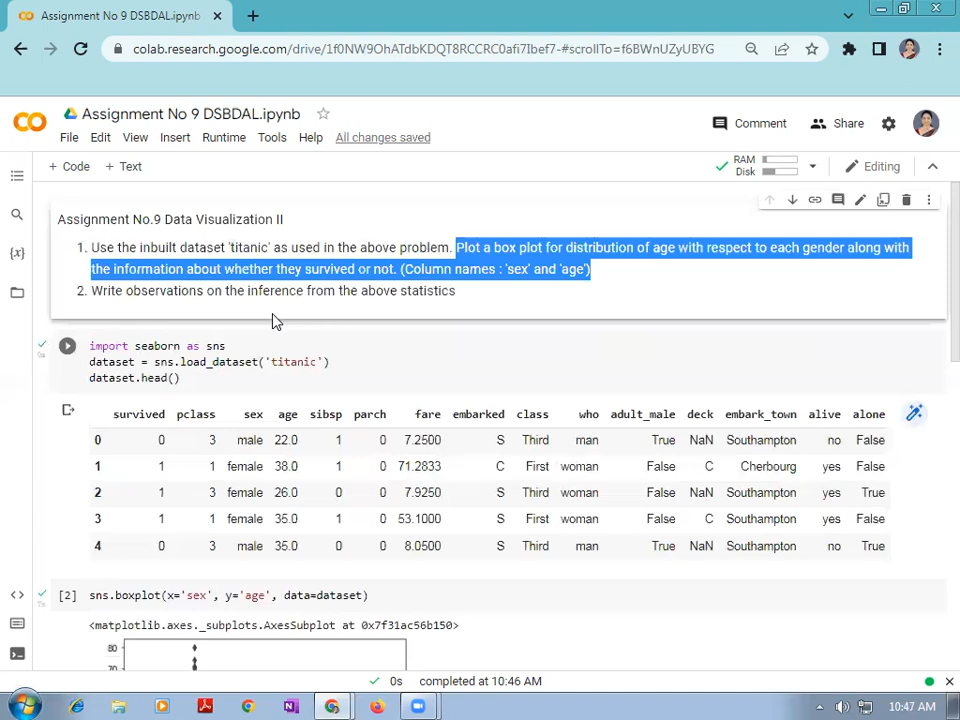 Assignment No 9 DSBDAL.ipynb
colab.research.google.com/drive/1f0NW9OhATdbKDQT8RCCRC0afi7Ibef7-#scrollTo=f6BWnUZyUBYG
Assignment No 9 DSBDAL.ipynb
File Edit View Insert Runtime Tools Help All changes saved
Comment Share
+ Code + Text
RAM
Disk
Editing
Assignment No.9 Data Visualization II
1. Use the inbuilt dataset 'titanic' as used in the above problem. Plot a box plot for distribution of age with respect to each gender along with
the information about whether they survived or not. (Column names : 'sex' and 'age')
2. Write observations on the inference from the above statistics
import seaborn as sns
dataset = sns.load_dataset('titanic')
dataset.head()
0s
survived pclass sex age sibsp parch fare embarked class who adult_male deck embark_town alive alone
0 0 3 male 22.0 1 0 7.2500 S Third man True NaN Southampton no False
1 1 1 female 38.0 1 0 71.2833 C First woman False C Cherbourg yes False
2 1 3 female 26.0 0 0 7.9250 S Third woman False NaN Southampton yes True
3 1 1 female 35.0 1 0 53.1000 S First woman False C Southampton yes False
4 0 3 male 35.0 0 0 8.0500 S Third man True NaN Southampton no True
[2] sns.boxplot(x='sex', y='age', data=dataset)
7s
<matplotlib.axes._subplots.AxesSubplot at 0x7f31ac56b150>
80
70
0s completed at 10:46 AM
10:47 AM